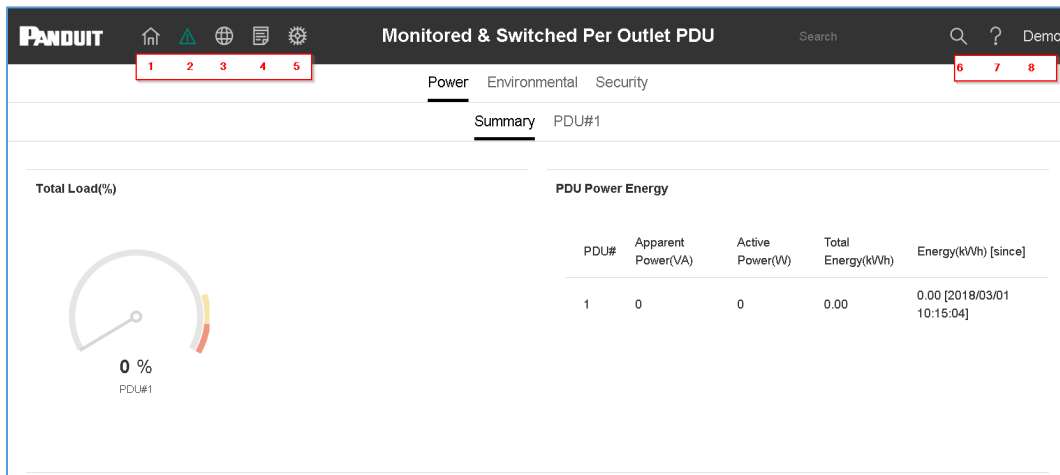 PANDUIT Monitored & Switched Per Outlet PDU Search ? Demo
1 2 3 4 5 6 7 8
Power Environmental Security
Summary PDU#1
Total Load(%)
0 %
PDU#1
PDU Power Energy
PDU# Apparent Power(VA) Active Power(W) Total Energy(kWh) Energy(kWh) [since]
1 0 0 0.00 0.00 [2018/03/01 10:15:04]